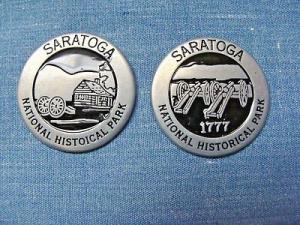 SARATOGA
NATIONAL HISTOICAL PARK
SARATOGA
1777
NATIONAL HISTORICAL PARK